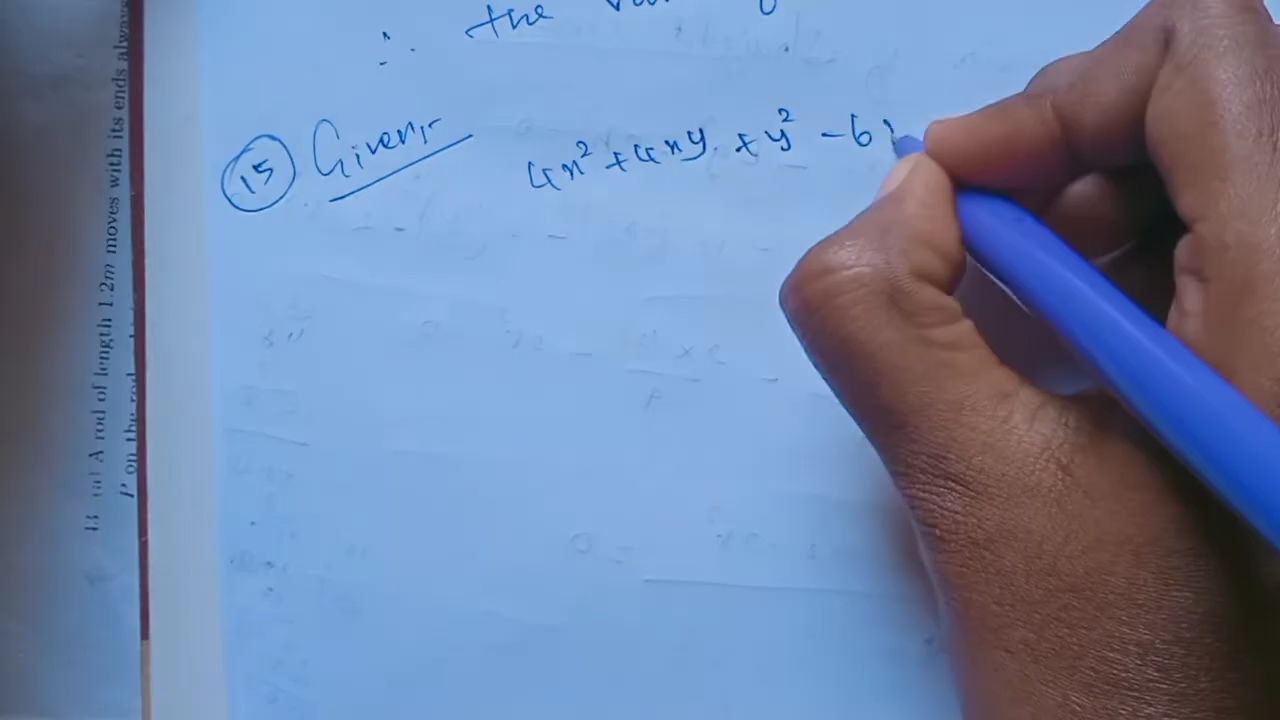 ∴ the
15 Given:-
4x² + 4xy + y² - 6
13 (a) A rod of length 1.2m moves with its ends always
P on the rod